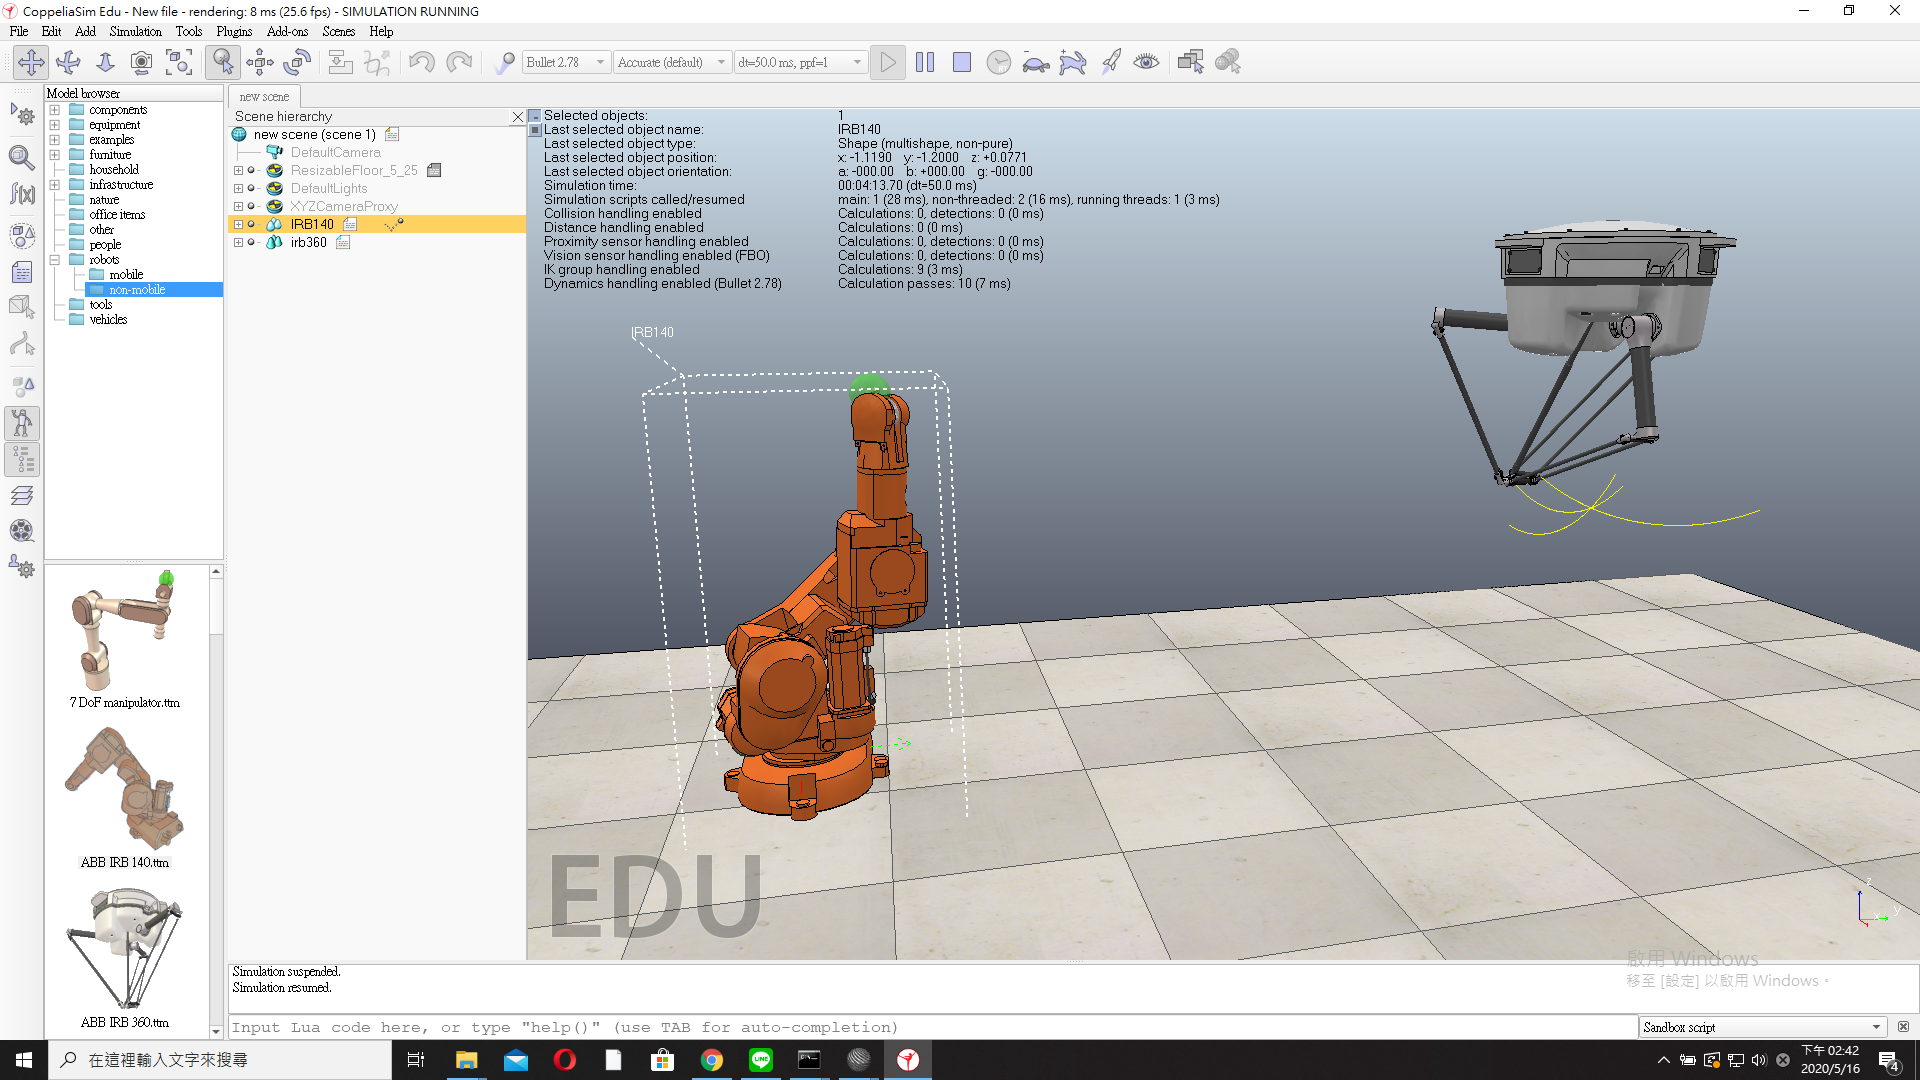 CoppeliaSim Edu - New file - rendering: 8 ms (25.6 fps) - SIMULATION RUNNING
File Edit Add Simulation Tools Plugins Add-ons Scenes Help
Bullet 2.78 Accurate (default) dt=50.0 ms, ppf=1
Model browser
components
equipment
examples
furniture
household
infrastructure
nature
office items
other
people
robots
mobile
non-mobile
tools
vehicles
7 DoF manipulator.ttm
ABB IRB 140.ttm
ABB IRB 360.ttm
new scene
Scene hierarchy
new scene (scene 1)
DefaultCamera
ResizableFloor_5_25
DefaultLights
XYZCameraProxy
IRB140
irb360
Selected objects: 1
Last selected object name: IRB140
Last selected object type: Shape (multishape, non-pure)
Last selected object position: x: -1.1190 y: -1.2000 z: +0.0771
Last selected object orientation: a: -000.00 b: +000.00 g: -000.00
Simulation time: 00:04:13.70 (dt=50.0 ms)
Simulation scripts called/resumed main: 1 (28 ms), non-threaded: 2 (16 ms), running threads: 1 (3 ms)
Collision handling enabled Calculations: 0, detections: 0 (0 ms)
Distance handling enabled Calculations: 0 (0 ms)
Proximity sensor handling enabled Calculations: 0, detections: 0 (0 ms)
Vision sensor handling enabled (FBO) Calculations: 0, detections: 0 (0 ms)
IK group handling enabled Calculations: 9 (3 ms)
Dynamics handling enabled (Bullet 2.78) Calculation passes: 10 (7 ms)
IRB140
EDU
z
x
y
啟用 Windows
移至 [設定] 以啟用 Windows。
Simulation suspended.
Simulation resumed.
Input Lua code here, or type "help()" (use TAB for auto-completion)
Sandbox script
在這裡輸入文字來搜尋
LINE
下午 02:42
2020/5/16
4